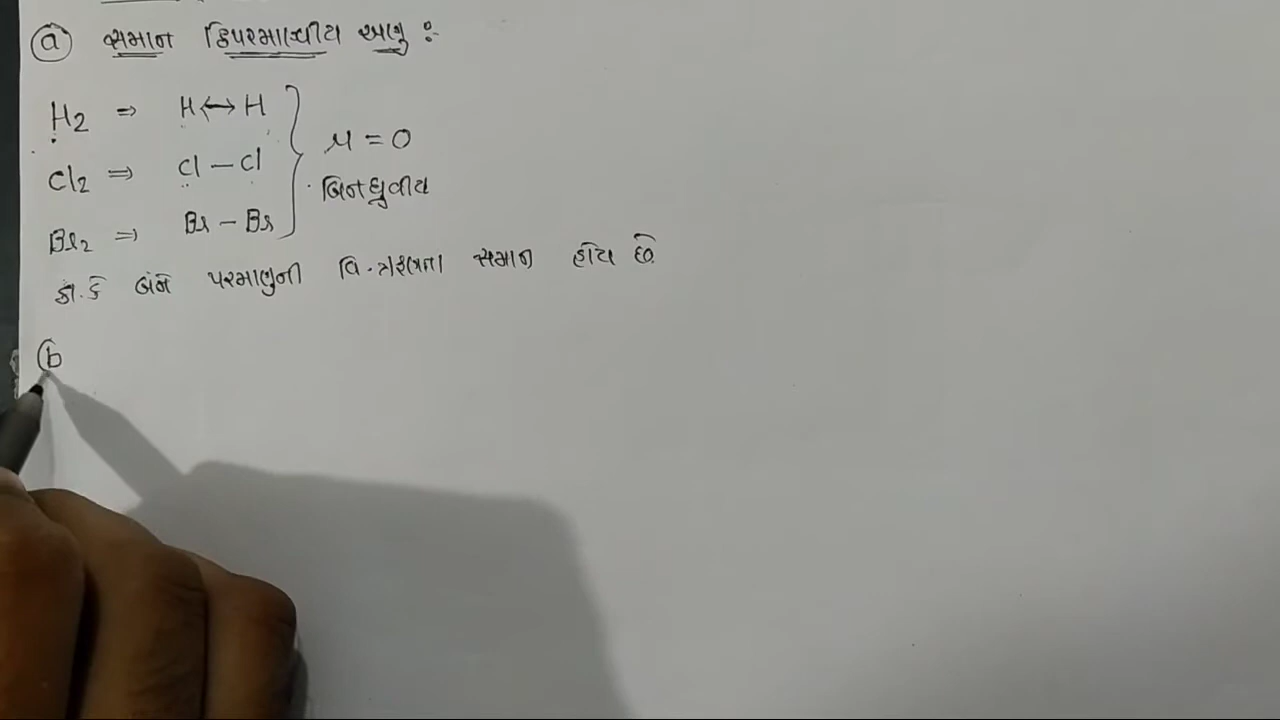 ⓐ સમાન દ્વિપરમાણ્વીય અણુ :-
H2 ⇒ H↔H
Cl2 ⇒ Cl – Cl
Br2 ⇒ Br – Br
μ = 0
બિનધ્રુવીય
કા.કે બંને પરમાણુની વિ.ઋણતા સમાન હોય છે.
ⓑ